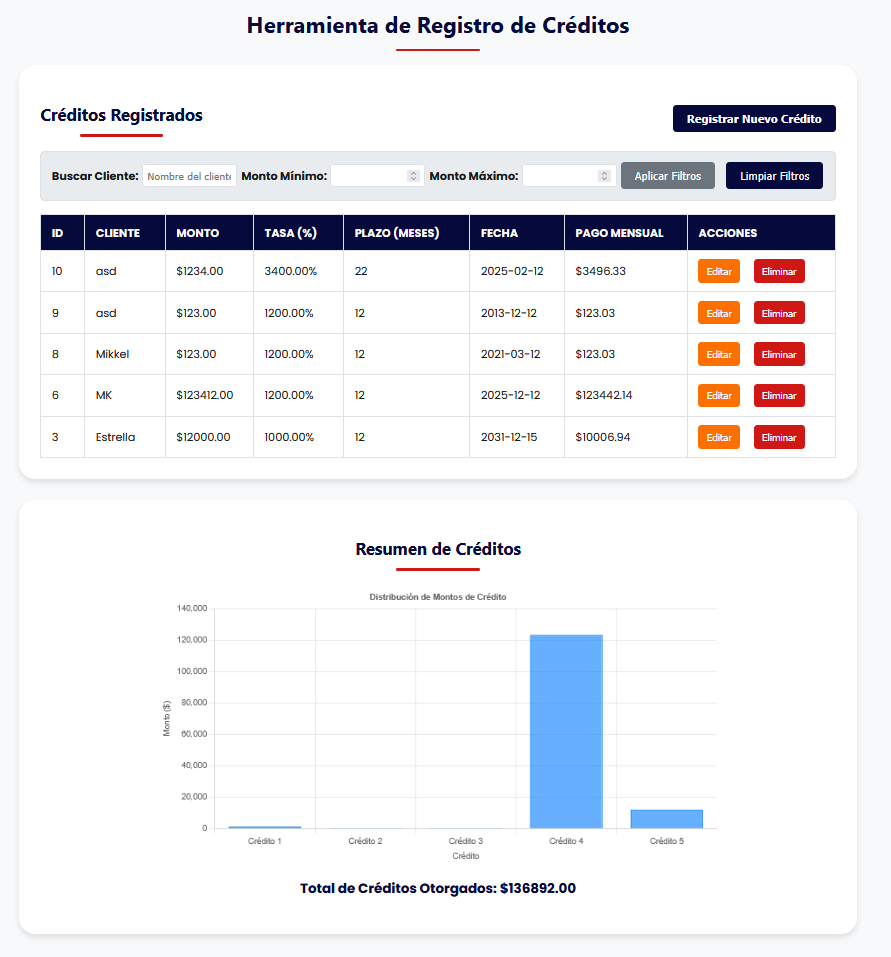 Herramienta de Registro de Créditos
Créditos Registrados
Registrar Nuevo Crédito
Buscar Cliente: Nombre del cliente Monto Mínimo: Monto Máximo: Aplicar Filtros Limpiar Filtros
ID CLIENTE MONTO TASA (%) PLAZO (MESES) FECHA PAGO MENSUAL ACCIONES
10 asd $1234.00 3400.00% 22 2025-02-12 $3496.33 Editar Eliminar
9 asd $123.00 1200.00% 12 2013-12-12 $123.03 Editar Eliminar
8 Mikkel $123.00 1200.00% 12 2021-03-12 $123.03 Editar Eliminar
6 MK $123412.00 1200.00% 12 2025-12-12 $123442.14 Editar Eliminar
3 Estrella $12000.00 1000.00% 12 2031-12-15 $10006.94 Editar Eliminar
Resumen de Créditos
Distribución de Montos de Crédito
140,000
120,000
100,000
80,000
60,000
40,000
20,000
0
Monto ($)
Crédito 1 Crédito 2 Crédito 3 Crédito 4 Crédito 5
Crédito
Total de Créditos Otorgados: $136892.00